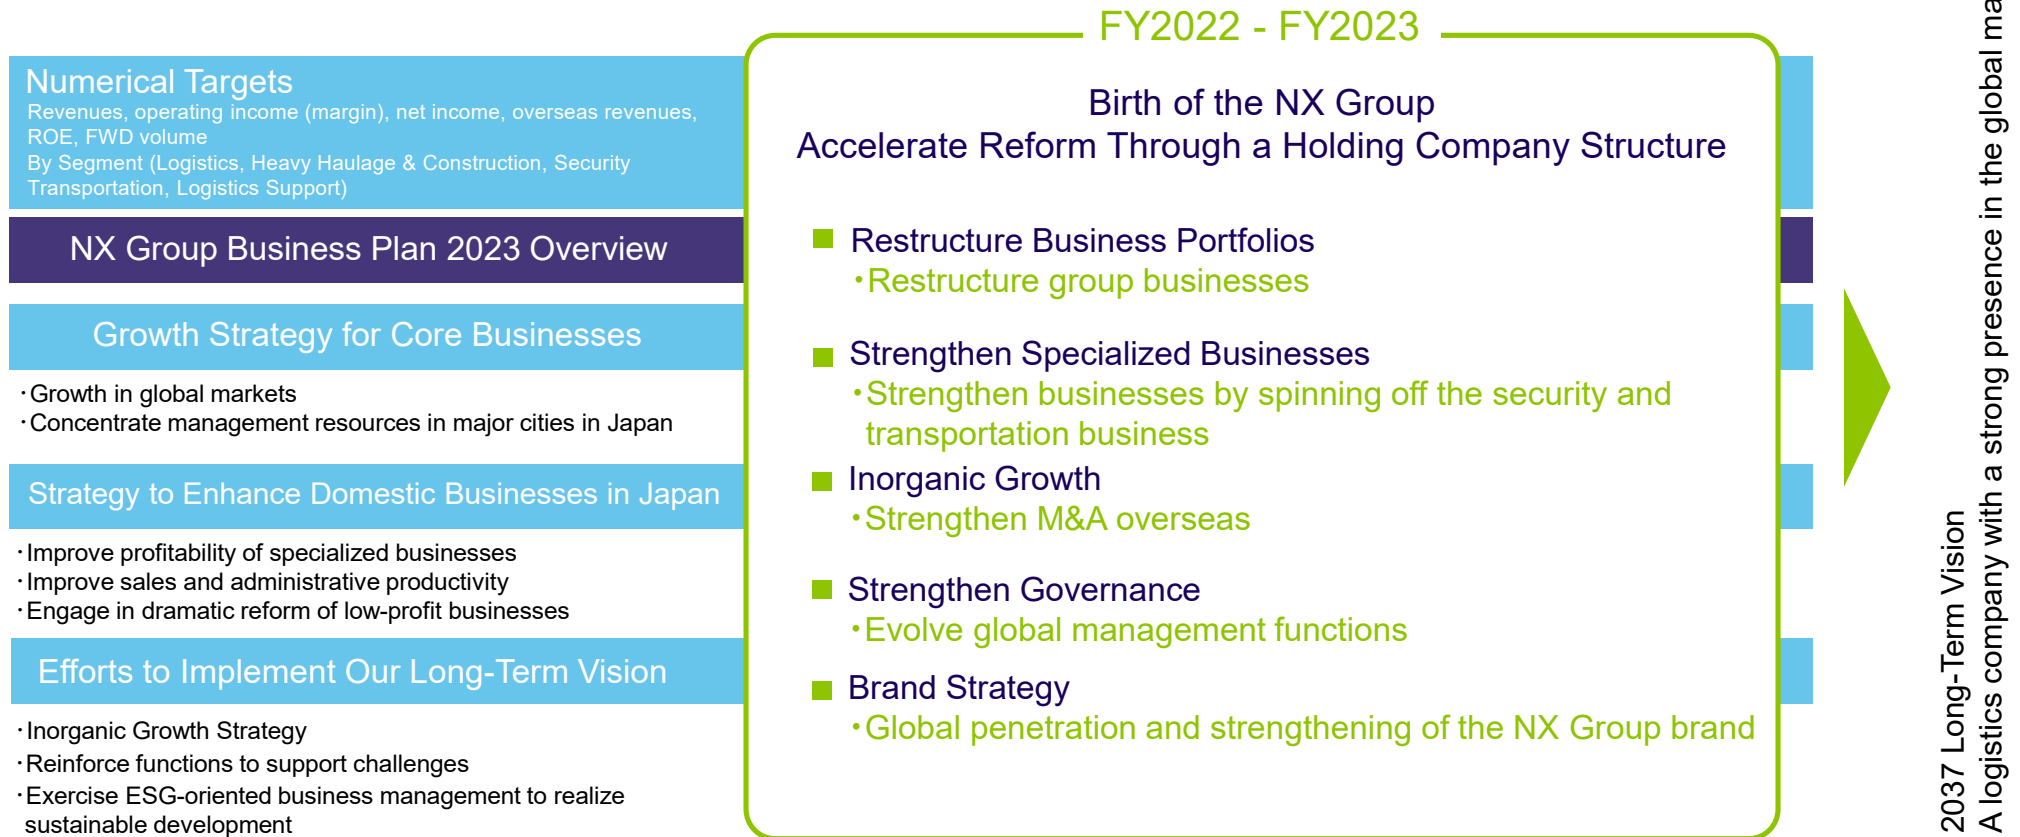 Numerical Targets
Revenues, operating income (margin), net income, overseas revenues,
ROE, FWD volume
By Segment (Logistics, Heavy Haulage & Construction, Security
Transportation, Logistics Support)
NX Group Business Plan 2023 Overview
Growth Strategy for Core Businesses
・Growth in global markets
・Concentrate management resources in major cities in Japan
Strategy to Enhance Domestic Businesses in Japan
・Improve profitability of specialized businesses
・Improve sales and administrative productivity
・Engage in dramatic reform of low-profit businesses
Efforts to Implement Our Long-Term Vision
・Inorganic Growth Strategy
・Reinforce functions to support challenges
・Exercise ESG-oriented business management to realize
sustainable development
FY2022 - FY2023
Birth of the NX Group
Accelerate Reform Through a Holding Company Structure
■ Restructure Business Portfolios
・Restructure group businesses
■ Strengthen Specialized Businesses
・Strengthen businesses by spinning off the security and
transportation business
■ Inorganic Growth
・Strengthen M&A overseas
■ Strengthen Governance
・Evolve global management functions
■ Brand Strategy
・Global penetration and strengthening of the NX Group brand
2037 Long-Term Vision
A logistics company with a strong presence in the global